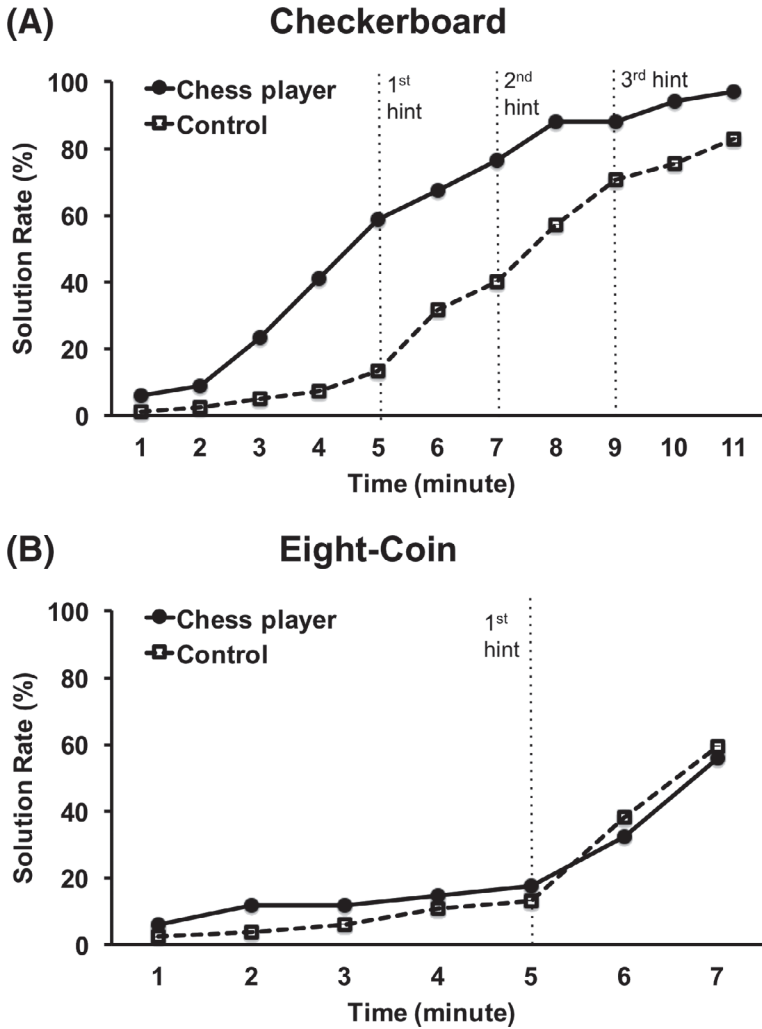 (A) Checkerboard
Solution Rate (%)
100
80
60
40
20
0
Chess player
Control
1st hint
2nd hint
3rd hint
1 2 3 4 5 6 7 8 9 10 11
Time (minute)
(B) Eight-Coin
Solution Rate (%)
100
80
60
40
20
0
Chess player
Control
1st
hint
1 2 3 4 5 6 7
Time (minute)